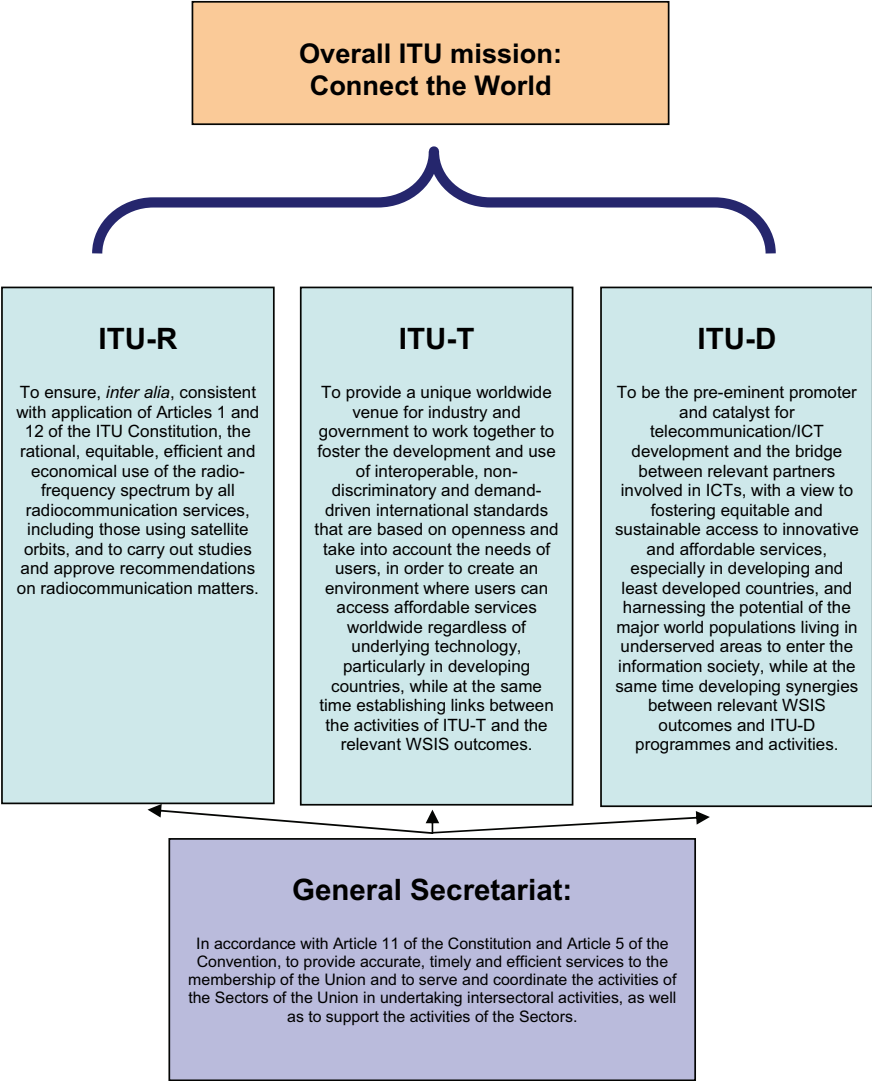 Overall ITU mission:
Connect the World
ITU-R
To ensure, inter alia, consistent
with application of Articles 1 and
12 of the ITU Constitution, the
rational, equitable, efficient and
economical use of the radio-
frequency spectrum by all
radiocommunication services,
including those using satellite
orbits, and to carry out studies
and approve recommendations
on radiocommunication matters.
ITU-T
To provide a unique worldwide
venue for industry and
government to work together to
foster the development and use
of interoperable, non-
discriminatory and demand-
driven international standards
that are based on openness and
take into account the needs of
users, in order to create an
environment where users can
access affordable services
worldwide regardless of
underlying technology,
particularly in developing
countries, while at the same
time establishing links between
the activities of ITU-T and the
relevant WSIS outcomes.
ITU-D
To be the pre-eminent promoter
and catalyst for
telecommunication/ICT
development and the bridge
between relevant partners
involved in ICTs, with a view to
fostering equitable and
sustainable access to innovative
and affordable services,
especially in developing and
least developed countries, and
harnessing the potential of the
major world populations living in
underserved areas to enter the
information society, while at the
same time developing synergies
between relevant WSIS
outcomes and ITU-D
programmes and activities.
General Secretariat:
In accordance with Article 11 of the Constitution and Article 5 of the
Convention, to provide accurate, timely and efficient services to the
membership of the Union and to serve and coordinate the activities of
the Sectors of the Union in undertaking intersectoral activities, as well
as to support the activities of the Sectors.